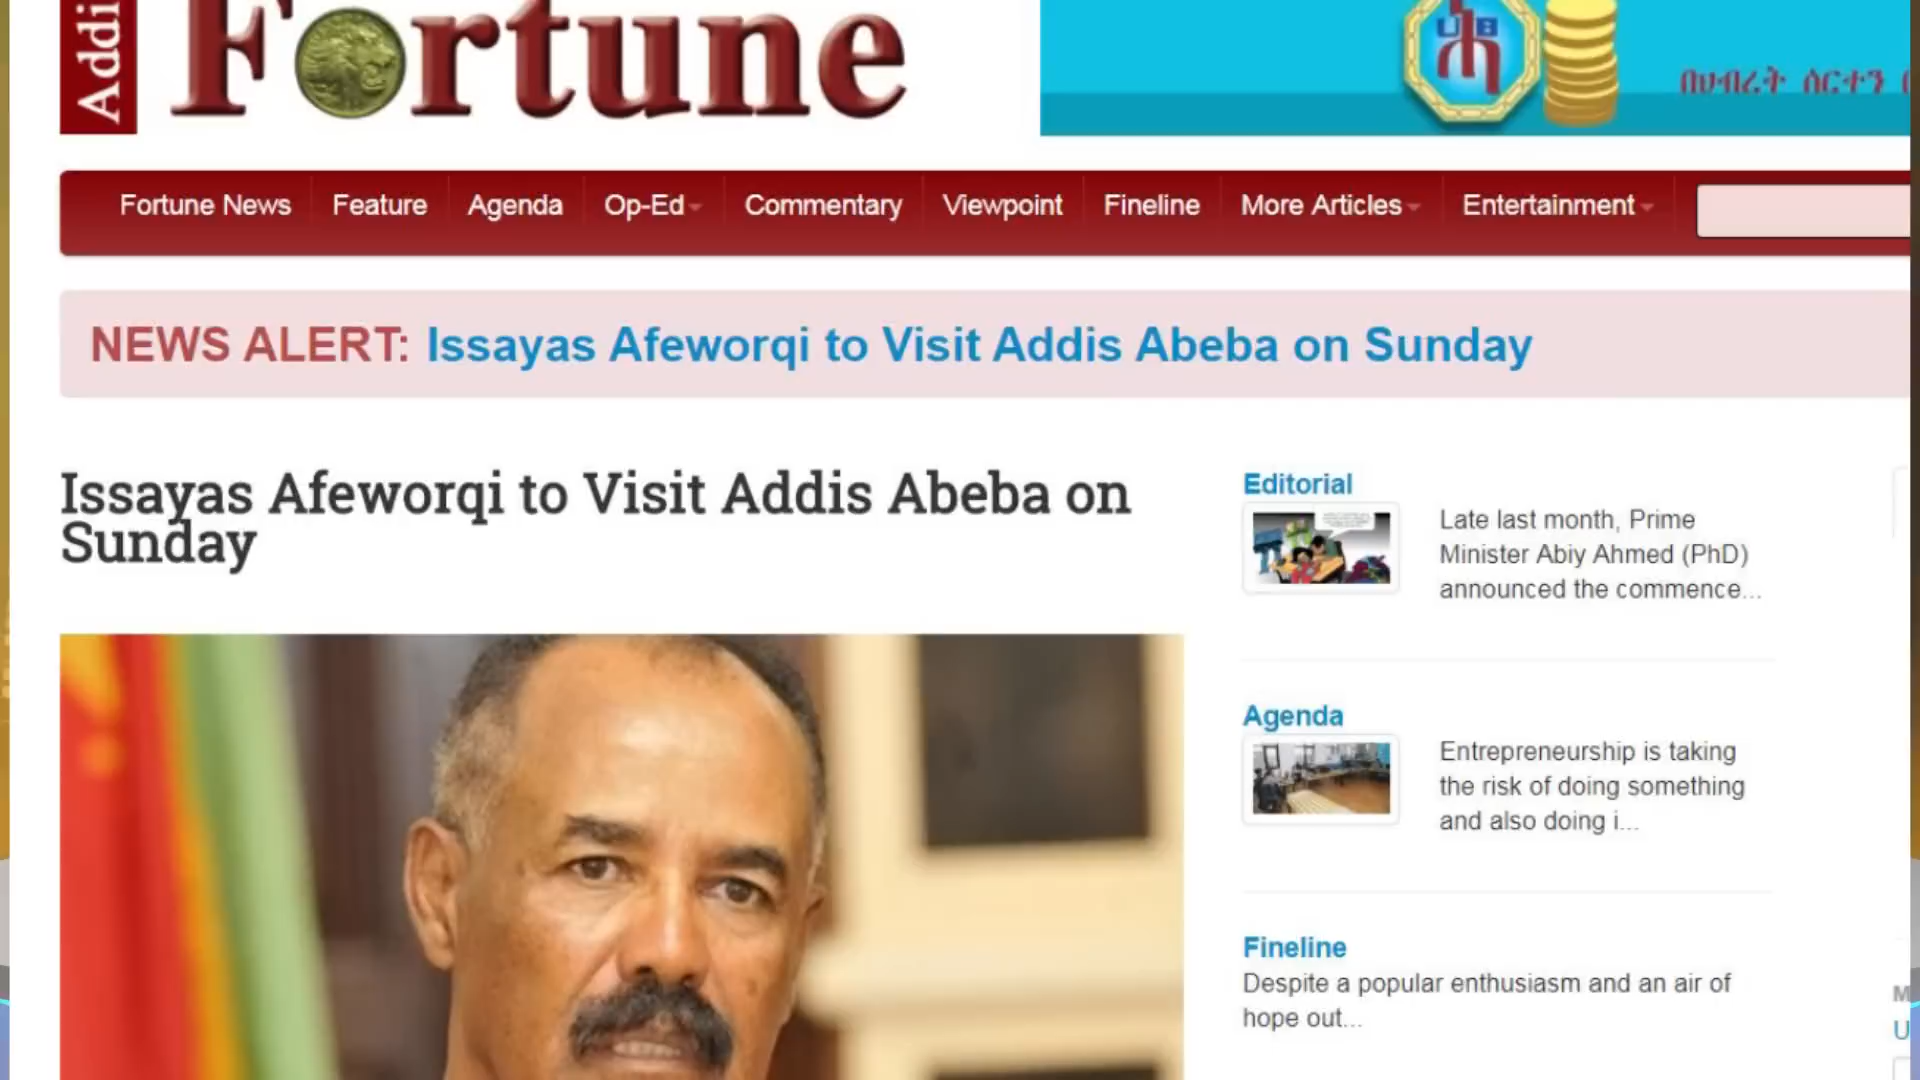 Addi
Fortune
በህብረት ሰርተን
Fortune News Feature Agenda Op-Ed Commentary Viewpoint Fineline More Articles Entertainment
NEWS ALERT: Issayas Afeworqi to Visit Addis Abeba on Sunday
Issayas Afeworqi to Visit Addis Abeba on
Sunday
Editorial
Late last month, Prime
Minister Abiy Ahmed (PhD)
announced the commence...
Agenda
Entrepreneurship is taking
the risk of doing something
and also doing i...
Fineline
Despite a popular enthusiasm and an air of
hope out...
M
U